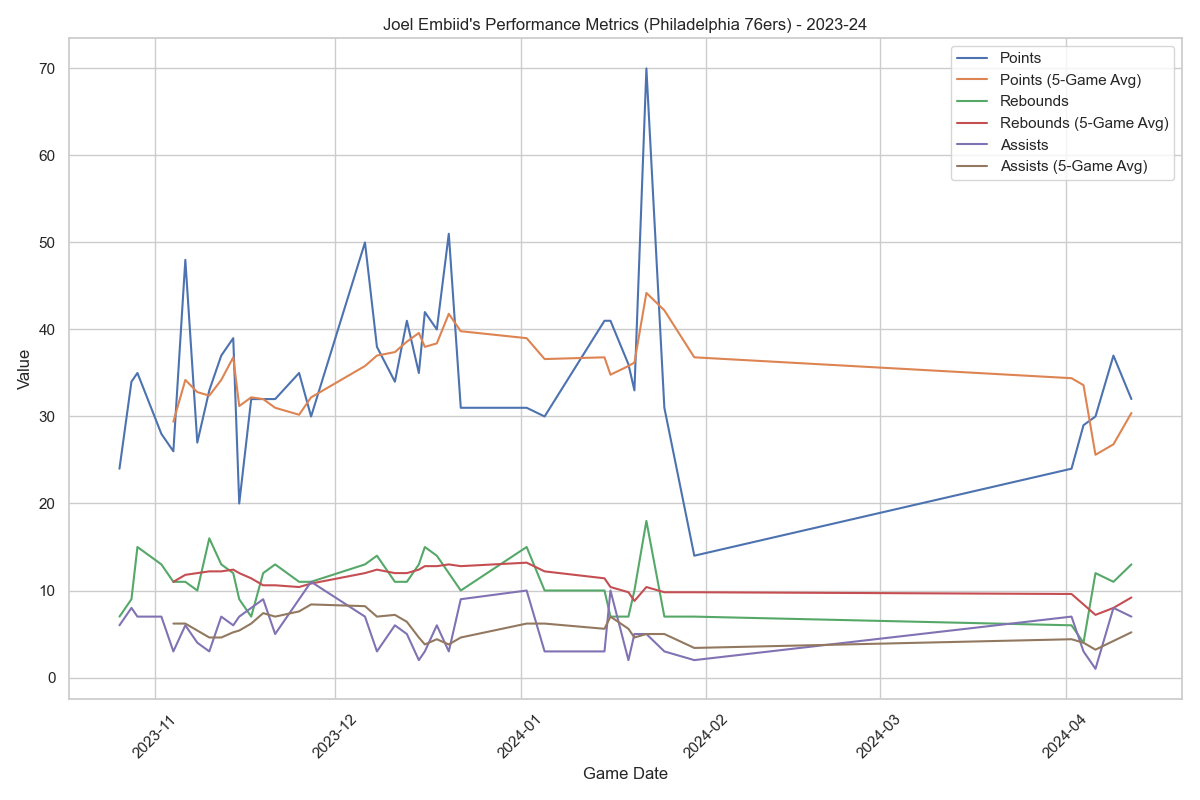 Joel Embiid's Performance Metrics (Philadelphia 76ers) - 2023-24
Points
Points (5-Game Avg)
Rebounds
Rebounds (5-Game Avg)
Assists
Assists (5-Game Avg)
70
60
50
40
30
20
10
0
Value
2023-11
2023-12
2024-01
2024-02
2024-03
2024-04
Game Date